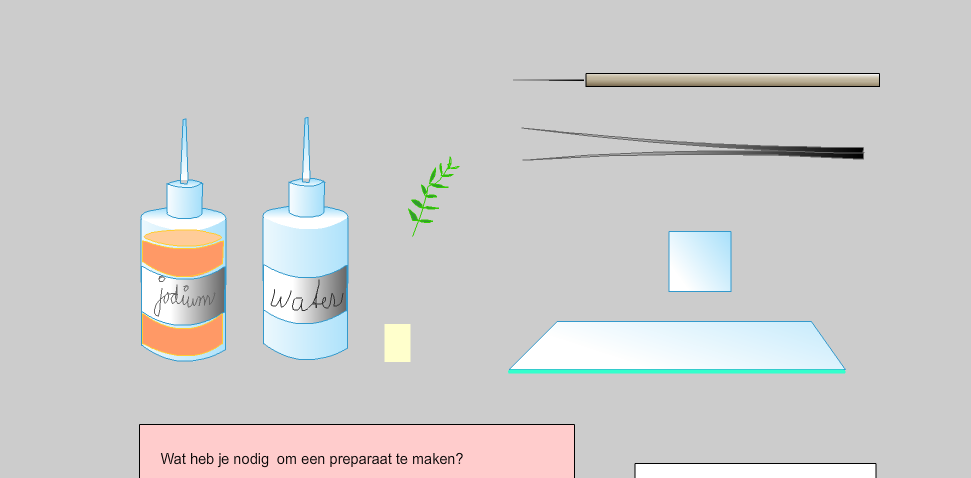 jodium
water
Wat heb je nodig  om een preparaat te maken?